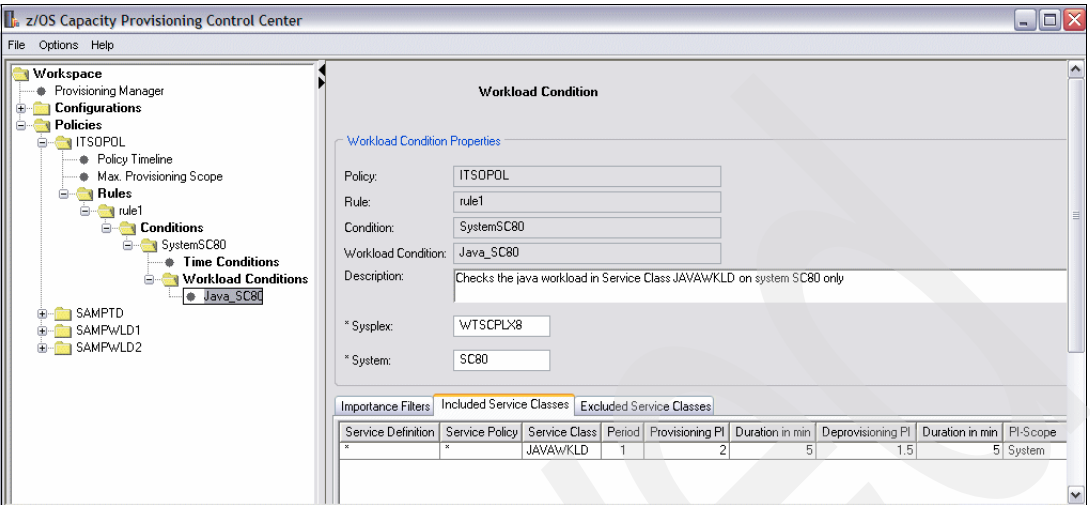 z/OS Capacity Provisioning Control Center
File Options Help
Workspace
Provisioning Manager
Configurations
Policies
ITSOPOL
Policy Timeline
Max. Provisioning Scope
Rules
rule1
Conditions
SystemSC80
Time Conditions
Workload Conditions
Java_SC80
SAMPTD
SAMPWLD1
SAMPWLD2
Workload Condition
Workload Condition Properties
Policy: ITSOPOL
Rule: rule1
Condition: SystemSC80
Workload Condition: Java_SC80
Description: Checks the java workload in Service Class JAVAWKLD on system SC80 only
* Sysplex: WTSCPLX8
* System: SC80
Importance Filters Included Service Classes Excluded Service Classes
Service Definition Service Policy Service Class Period Provisioning PI Duration in min Deprovisioning PI Duration in min PI-Scope
* * JAVAWKLD 1 2 5 1.5 5 System